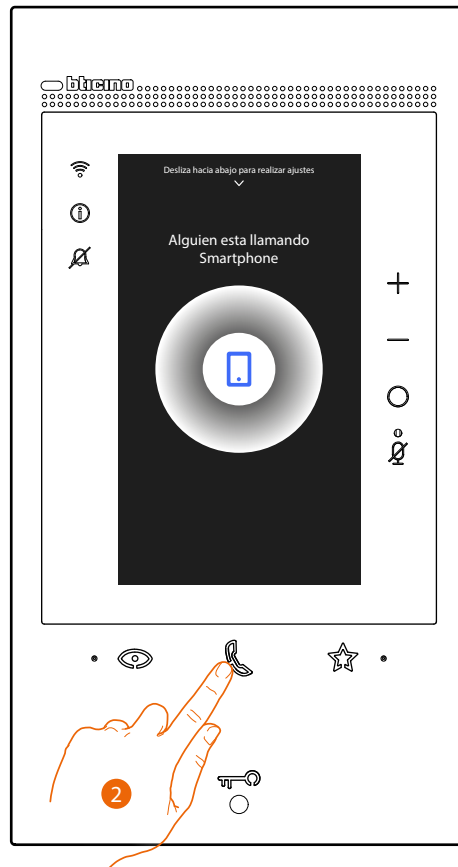 bticino
Desliza hacia abajo para realizar ajustes
Alguien esta llamando
Smartphone
2